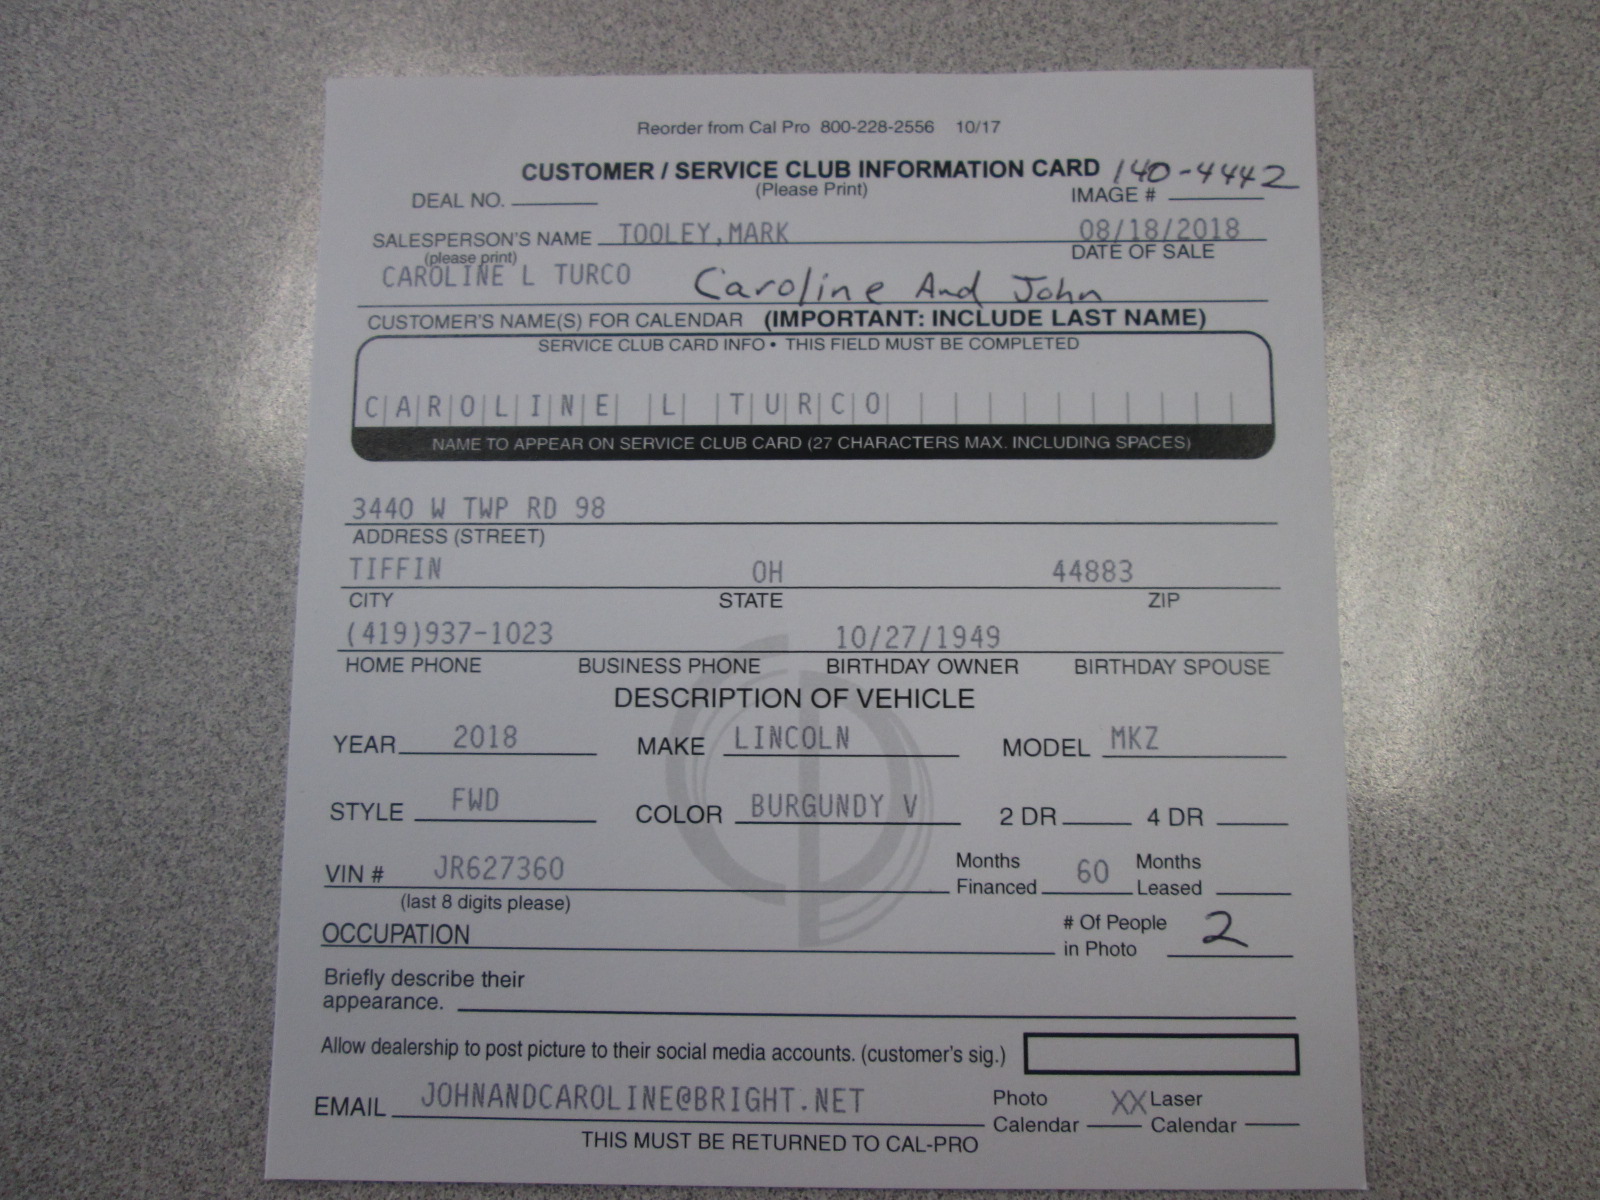 Reorder from Cal Pro 800-228-2556 10/17
CUSTOMER / SERVICE CLUB INFORMATION CARD 140-4442
DEAL NO. (Please Print) IMAGE #
SALESPERSON'S NAME TOOLEY,MARK 08/18/2018
(please print) DATE OF SALE
CAROLINE L TURCO Caroline And John
CUSTOMER'S NAME(S) FOR CALENDAR (IMPORTANT: INCLUDE LAST NAME)
SERVICE CLUB CARD INFO • THIS FIELD MUST BE COMPLETED
CAROLINE L TURCO
NAME TO APPEAR ON SERVICE CLUB CARD (27 CHARACTERS MAX. INCLUDING SPACES)
3440 W TWP RD 98
ADDRESS (STREET)
TIFFIN OH 44883
CITY STATE ZIP
(419)937-1023 10/27/1949
HOME PHONE BUSINESS PHONE BIRTHDAY OWNER BIRTHDAY SPOUSE
DESCRIPTION OF VEHICLE
YEAR 2018 MAKE LINCOLN MODEL MKZ
STYLE FWD COLOR BURGUNDY V 2 DR 4 DR
VIN # JR627360 Months Financed 60 Months Leased
(last 8 digits please)
OCCUPATION # Of People in Photo 2
Briefly describe their
appearance.
Allow dealership to post picture to their social media accounts. (customer's sig.)
EMAIL JOHNANDCAROLINE@BRIGHT.NET Photo Calendar XX Laser Calendar
THIS MUST BE RETURNED TO CAL-PRO